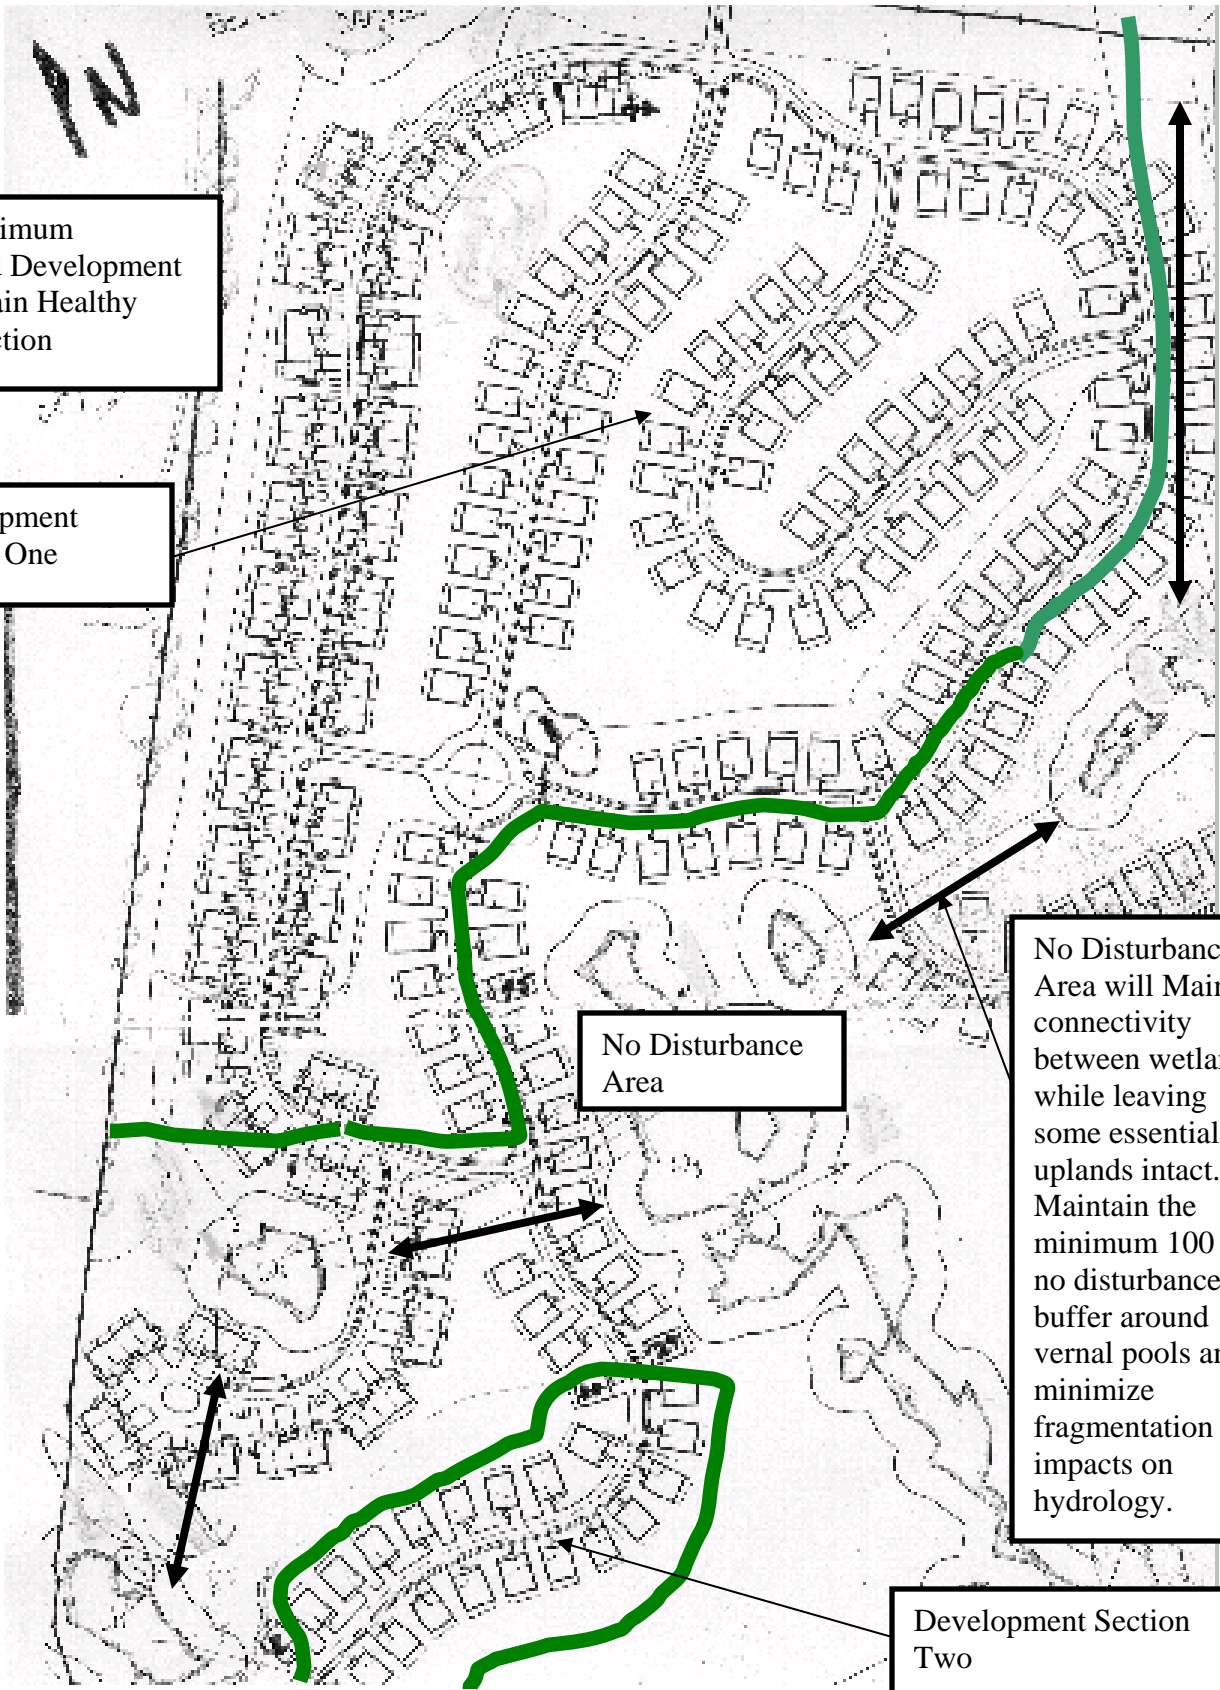 N
imum
Development
ain Healthy
ction
pment
One
No Disturbance
Area
No Disturbanc
Area will Main
connectivity
between wetla
while leaving
some essential
uplands intact.
Maintain the
minimum 100
no disturbance
buffer around
vernal pools a
minimize
fragmentation
impacts on
hydrology.
Development Section
Two